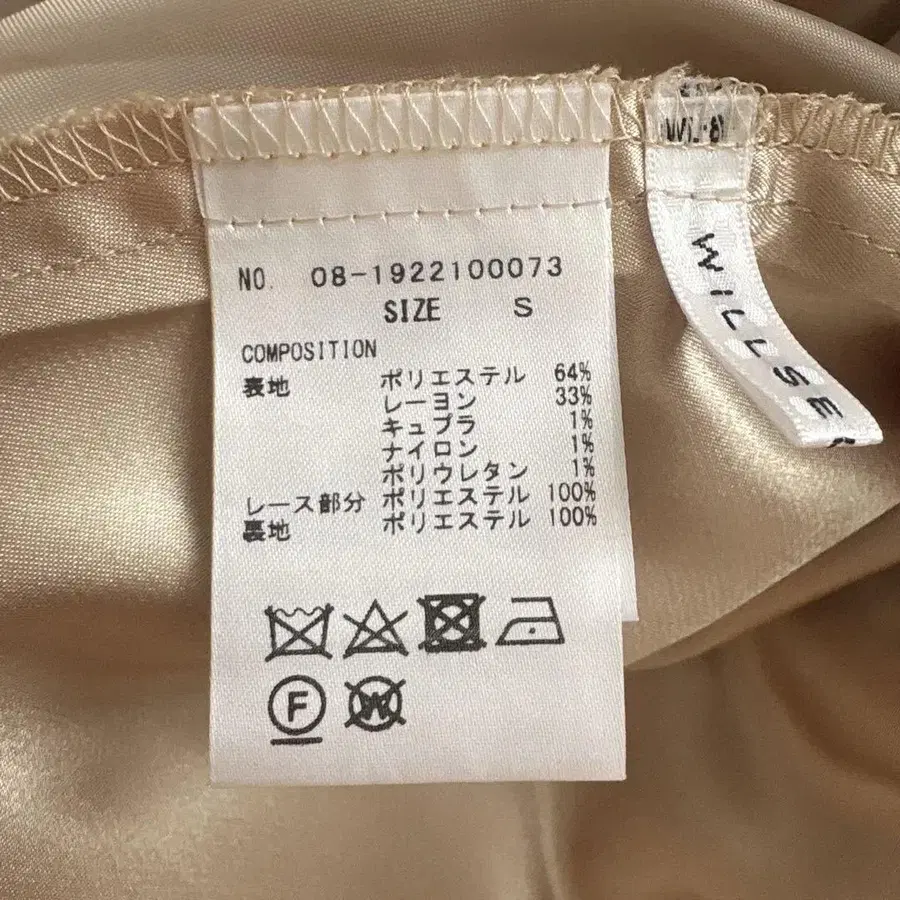 NO. 08-1922100073
SIZE S
COMPOSITION
表地 ポリエステル 64%
レーヨン 33%
キュプラ 1%
ナイロン 1%
ポリウレタン 1%
レース部分 ポリエステル 100%
裏地 ポリエステル 100%
F W
WILLSE